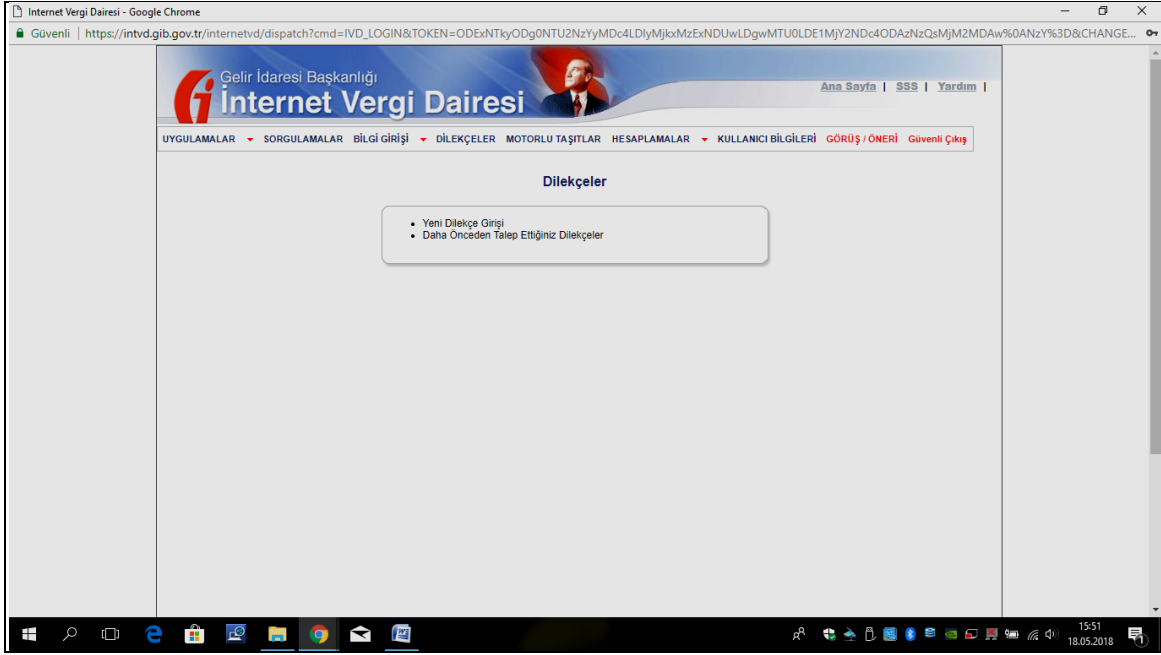 Internet Vergi Dairesi - Google Chrome
Güvenli | https://intvd.gib.gov.tr/internetvd/dispatch?cmd=IVD_LOGIN&TOKEN=ODExNTkyODg0NTU2NzYyMDc4LDIyMjkxMzExNDUwLDgwMTU0LDE1MjY2NDc4ODAzNzQsMjM2MDAw%0ANzY%3D&CHANGE...
Gelir İdaresi Başkanlığı
İnternet Vergi Dairesi
Ana Sayfa | SSS | Yardım |
UYGULAMALAR SORGULAMALAR BİLGİ GİRİŞİ DİLEKÇELER MOTORLU TAŞITLAR HESAPLAMALAR KULLANICI BİLGİLERİ GÖRÜŞ / ÖNERİ Güvenli Çıkış
Dilekçeler
• Yeni Dilekçe Girişi
• Daha Önceden Talep Ettiğiniz Dilekçeler
15:51
18.05.2018